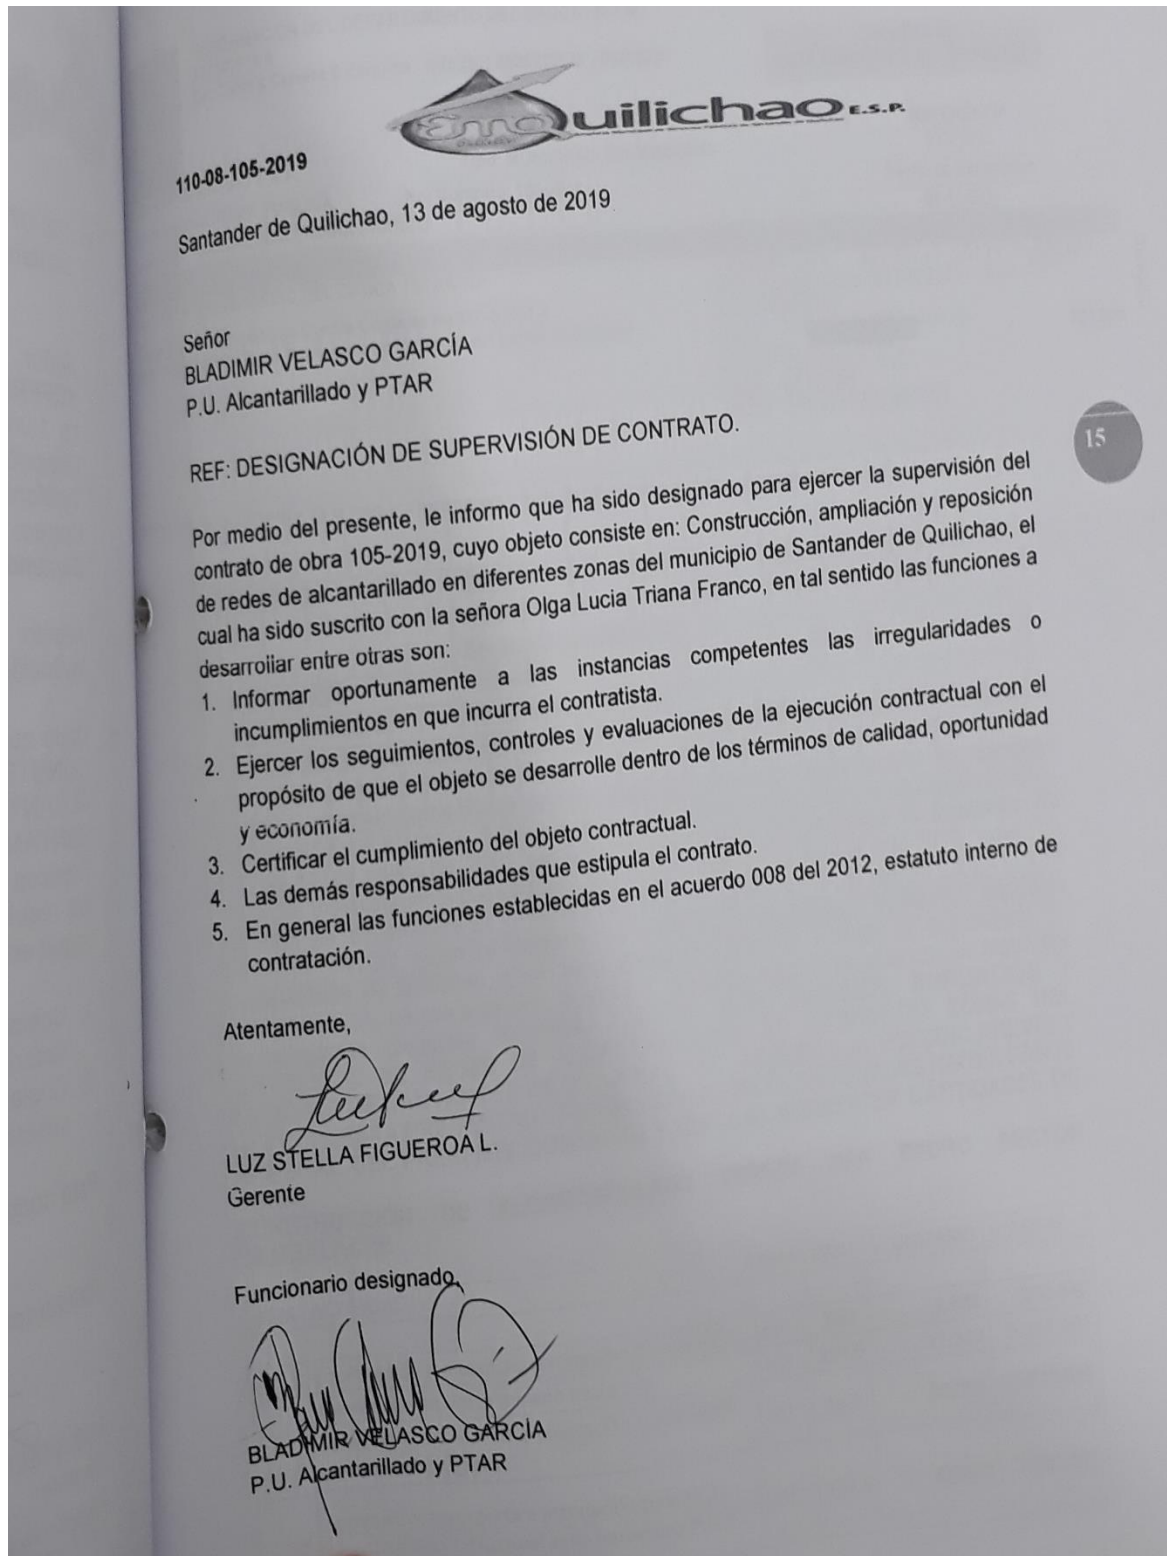 EmQuilichao E.S.P.
110-08-105-2019
Santander de Quilichao, 13 de agosto de 2019
Señor
BLADIMIR VELASCO GARCÍA
P.U. Alcantarillado y PTAR
REF: DESIGNACIÓN DE SUPERVISIÓN DE CONTRATO.
15
Por medio del presente, le informo que ha sido designado para ejercer la supervisión del
contrato de obra 105-2019, cuyo objeto consiste en: Construcción, ampliación y reposición
de redes de alcantarillado en diferentes zonas del municipio de Santander de Quilichao, el
cual ha sido suscrito con la señora Olga Lucia Triana Franco, en tal sentido las funciones a
desarrollar entre otras son:
1. Informar oportunamente a las instancias competentes las irregularidades o
incumplimientos en que incurra el contratista.
2. Ejercer los seguimientos, controles y evaluaciones de la ejecución contractual con el
propósito de que el objeto se desarrolle dentro de los términos de calidad, oportunidad
y economía.
3. Certificar el cumplimiento del objeto contractual.
4. Las demás responsabilidades que estipula el contrato.
5. En general las funciones establecidas en el acuerdo 008 del 2012, estatuto interno de
contratación.
Atentamente,
LUZ STELLA FIGUEROA L.
Gerente
Funcionario designado,
BLADIMIR VELASCO GARCÍA
P.U. Alcantarillado y PTAR